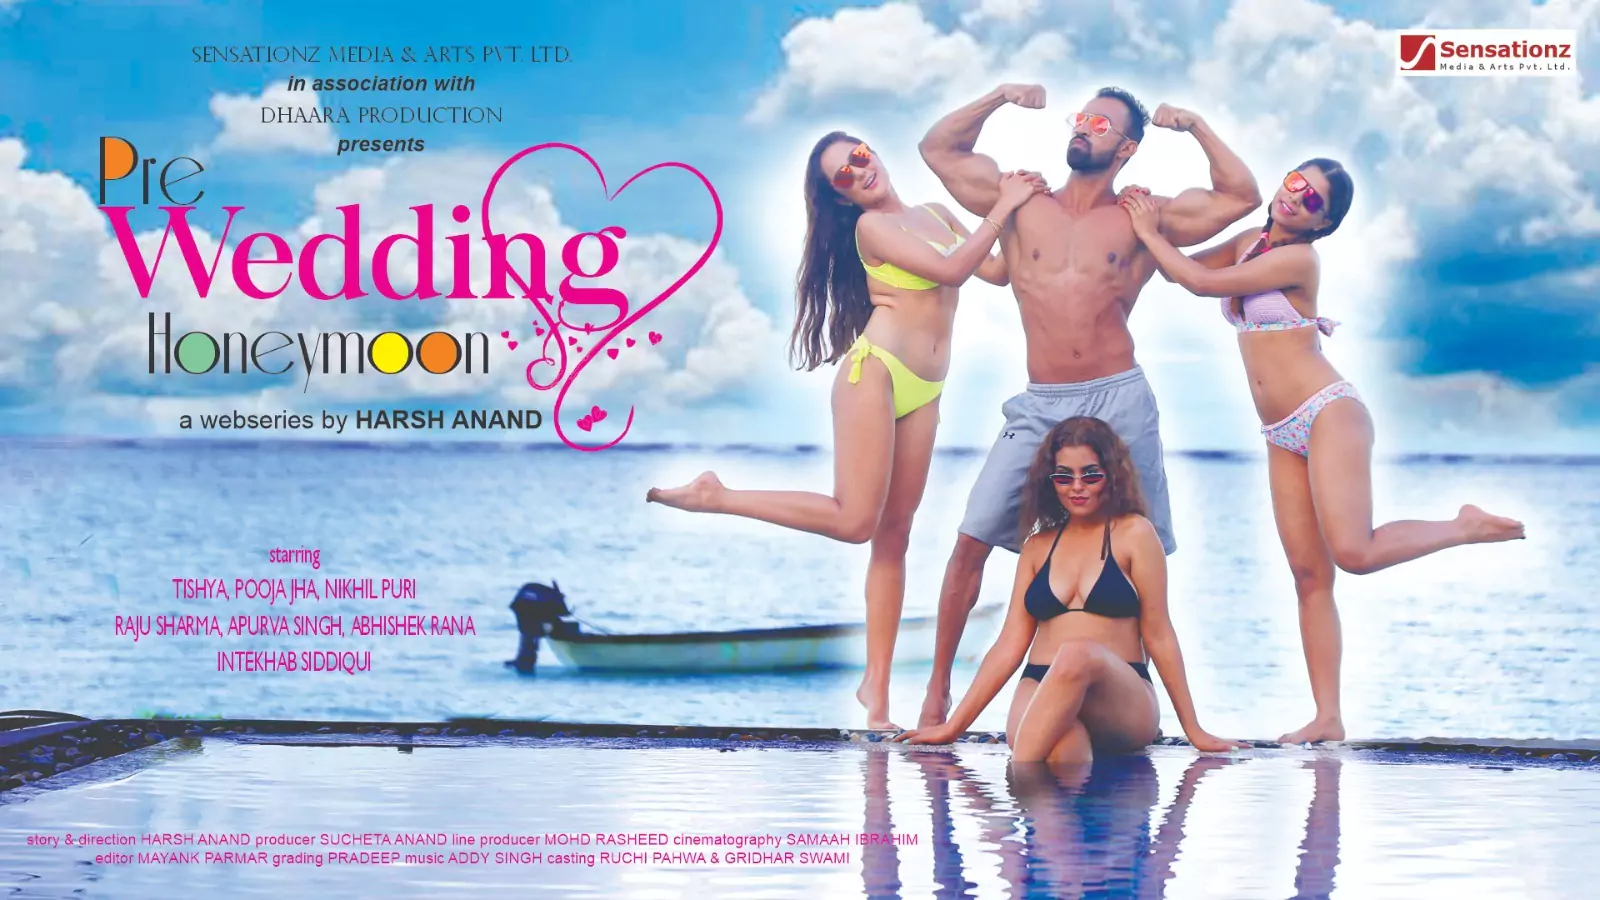 SENSATIONZ MEDIA & ARTS PVT. LTD.
in association with
DHAARA PRODUCTION
presents
Pre
Wedding
Honeymoon
a webseries by HARSH ANAND
Sensationz
Media & Arts Pvt. Ltd.
starring
TISHYA, POOJA JHA, NIKHIL PURI
RAJU SHARMA, APURVA SINGH, ABHISHEK RANA
INTEKHAB SIDDIQUI
story & direction HARSH ANAND producer SUCHETA ANAND line producer MOHD RASHEED cinematography SAMAAH IBRAHIM
editor MAYANK PARMAR grading PRADEEP music ADDY SINGH casting RUCHI PAHWA & GRIDHAR SWAMI